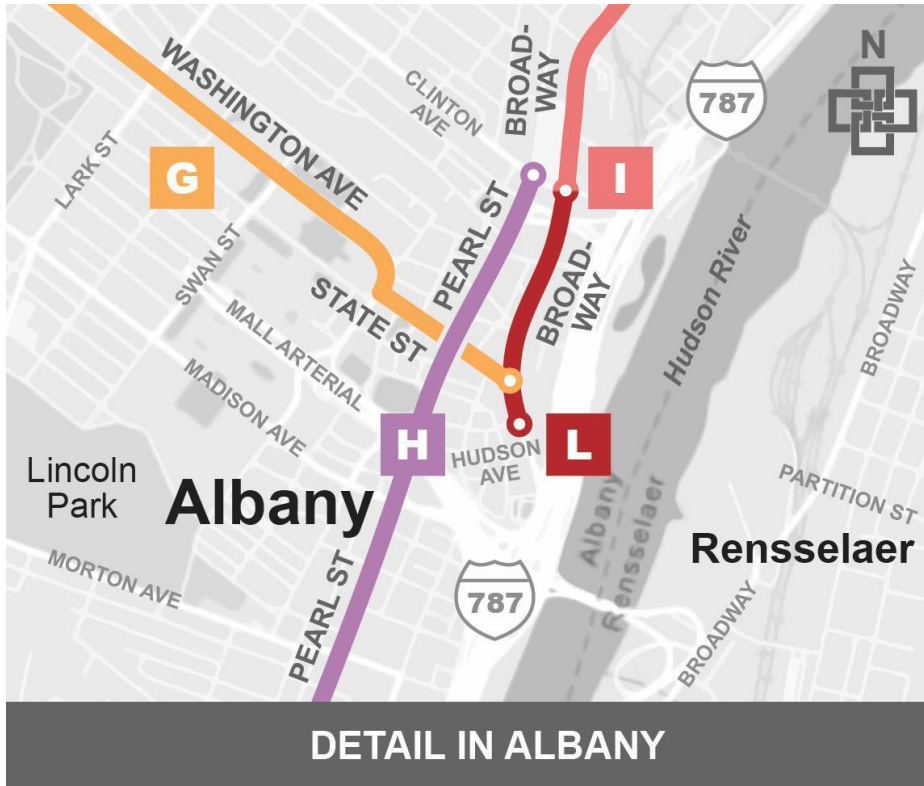 N
787
BROAD-
WAY
CLINTON
AVE
WASHINGTON AVE
LARK ST
G
I
PEARL ST
SWAN ST
BROAD-
WAY
Hudson River
BROADWAY
STATE ST
MALL ARTERIAL
MADISON AVE
H
HUDSON
AVE
L
Lincoln
Park
Albany
Albany
Rensselaer
PARTITION ST
Rensselaer
MORTON AVE
787
PEARL ST
BROADWAY
DETAIL IN ALBANY